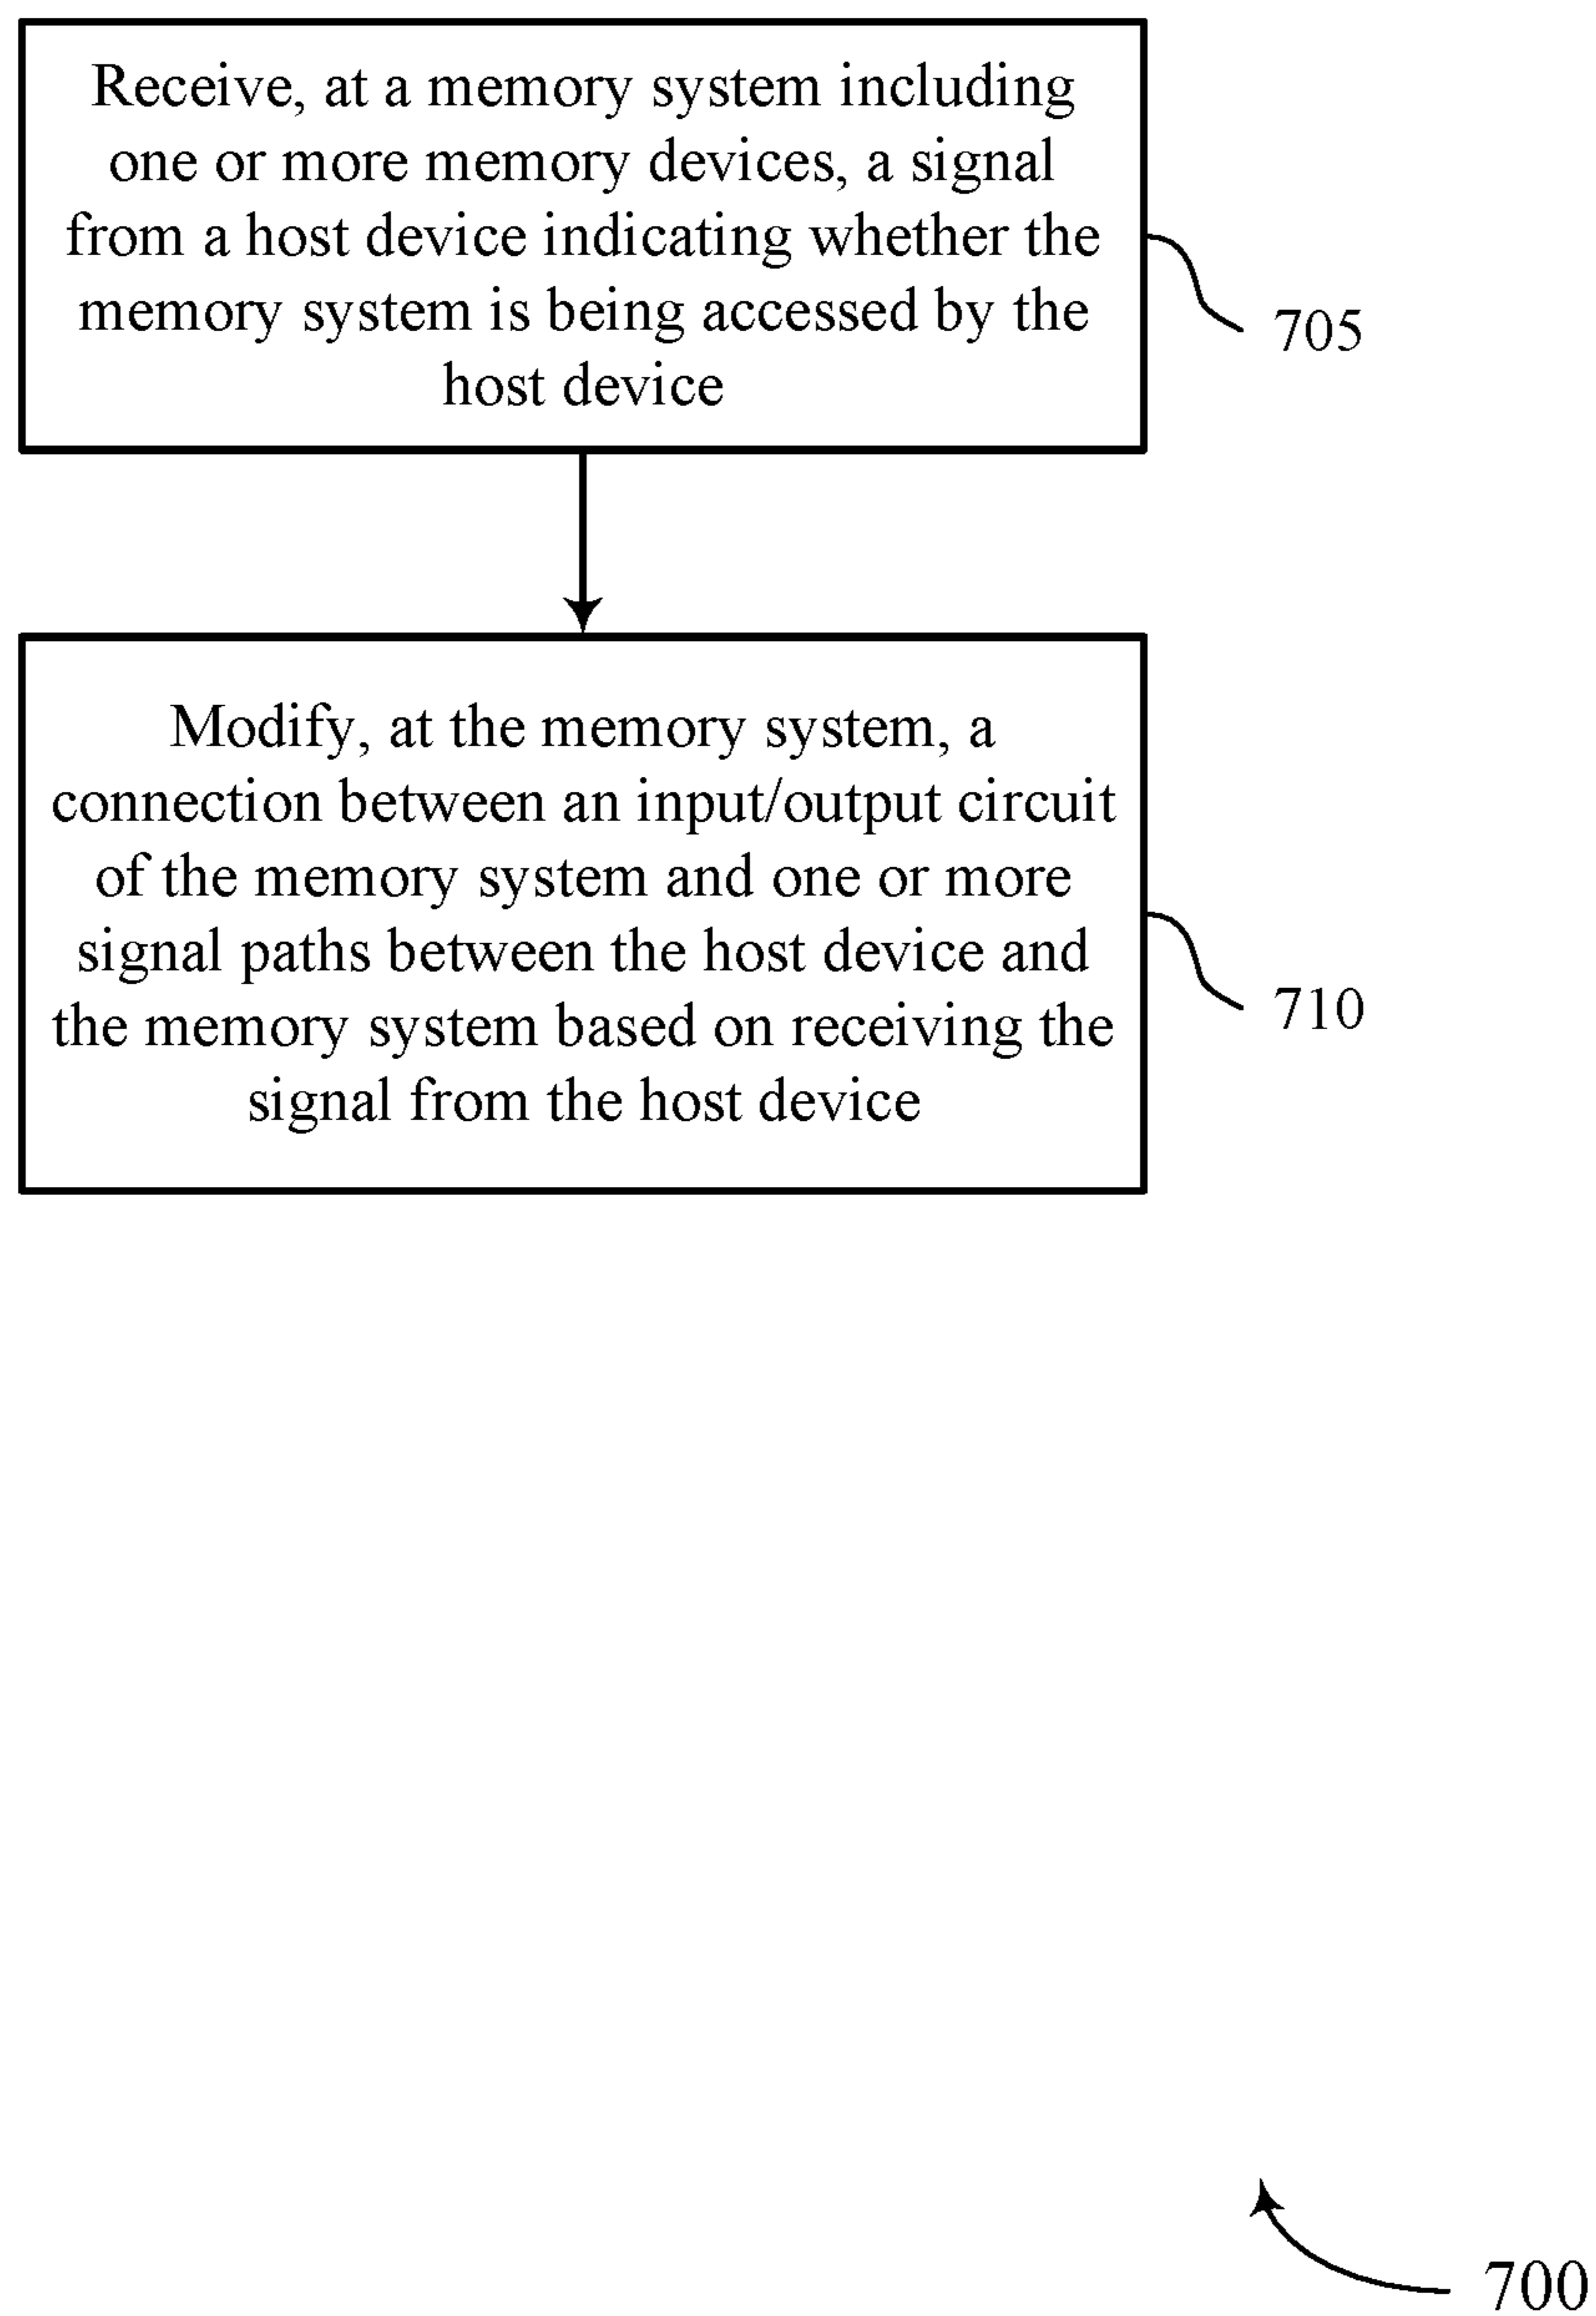 Receive, at a memory system including
one or more memory devices, a signal
from a host device indicating whether the
memory system is being accessed by the
host device
705
Modify, at the memory system, a
connection between an input/output circuit
of the memory system and one or more
signal paths between the host device and
the memory system based on receiving the
signal from the host device
710
700